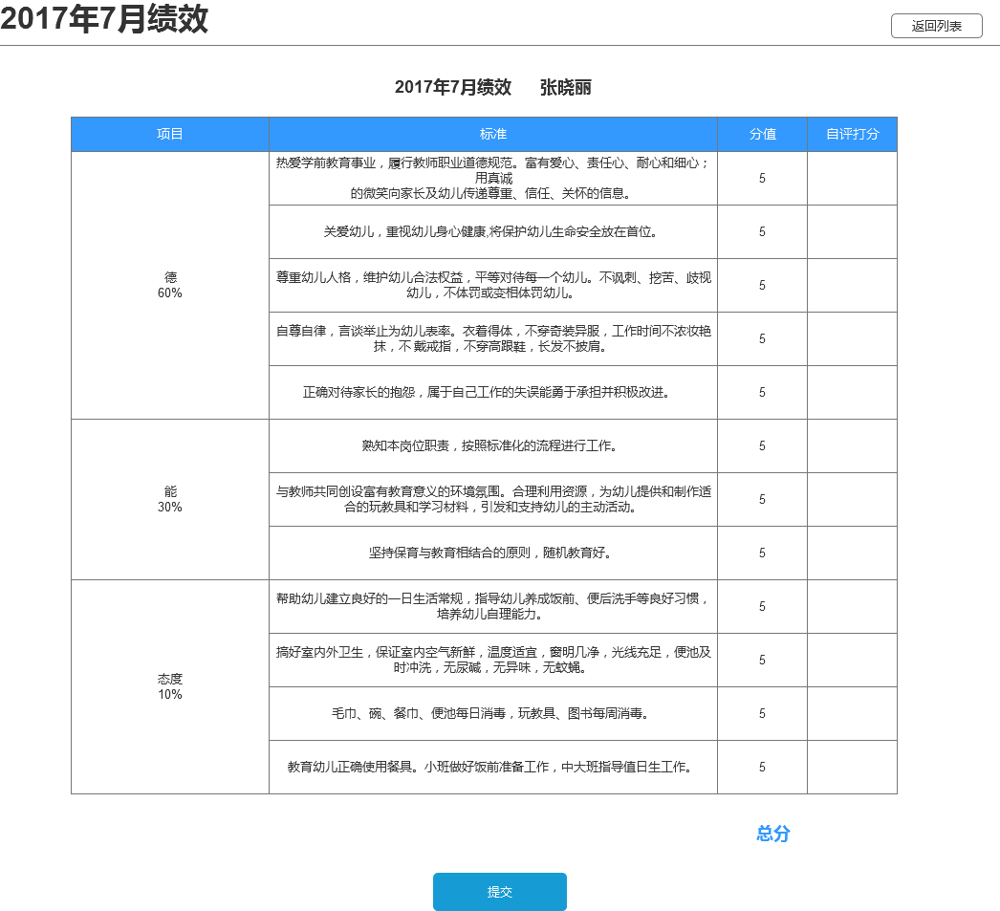 2017年7月绩效
返回列表
2017年7月绩效 张晓丽
项目 标准 分值 自评打分
德
60%
热爱学前教育事业，履行教师职业道德规范。富有爱心、责任心、耐心和细心；
用真诚
的微笑向家长及幼儿传递尊重、信任、关怀的信息。
5
关爱幼儿，重视幼儿身心健康,将保护幼儿生命安全放在首位。
5
尊重幼儿人格，维护幼儿合法权益，平等对待每一个幼儿。不讽刺、挖苦、歧视
幼儿，不体罚或变相体罚幼儿。
5
自尊自律，言谈举止为幼儿表率。衣着得体，不穿奇装异服，工作时间不浓妆艳
抹，不 戴戒指，不穿高跟鞋，长发不披肩。
5
正确对待家长的抱怨，属于自己工作的失误能勇于承担并积极改进。
5
能
30%
熟知本岗位职责，按照标准化的流程进行工作。
5
与教师共同创设富有教育意义的环境氛围。合理利用资源，为幼儿提供和制作适
合的玩教具和学习材料，引发和支持幼儿的主动活动。
5
坚持保育与教育相结合的原则，随机教育好。
5
态度
10%
帮助幼儿建立良好的一日生活常规，指导幼儿养成饭前、便后洗手等良好习惯，
培养幼儿自理能力。
5
搞好室内外卫生，保证室内空气新鲜，温度适宜，窗明几净，光线充足，便池及
时冲洗，无尿碱，无异味，无蚊蝇。
5
毛巾、碗、餐巾、便池每日消毒，玩教具、图书每周消毒。
5
教育幼儿正确使用餐具。小班做好饭前准备工作，中大班指导值日生工作。
5
总分
提交